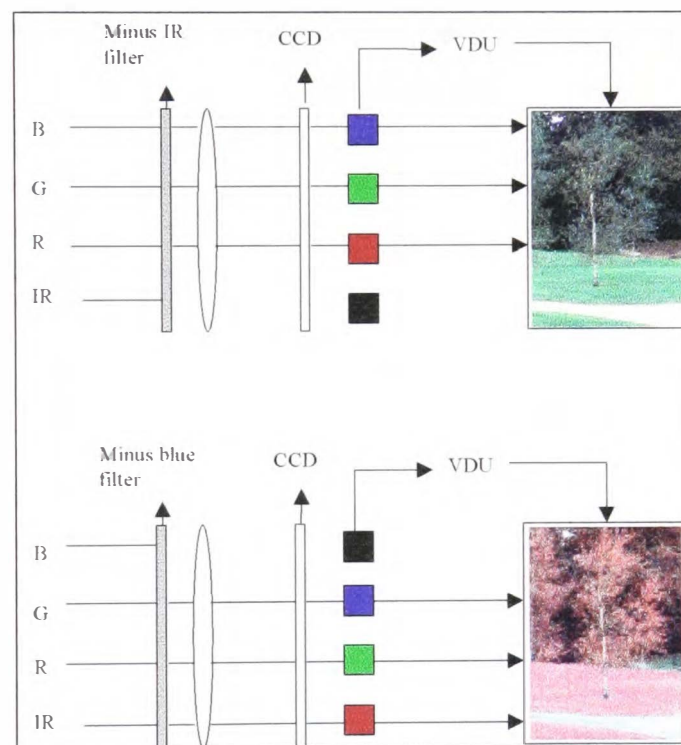 Minus IR
filter
CCD
VDU
B
G
R
IR
Minus blue
filter
CCD
VDU
B
G
R
IR